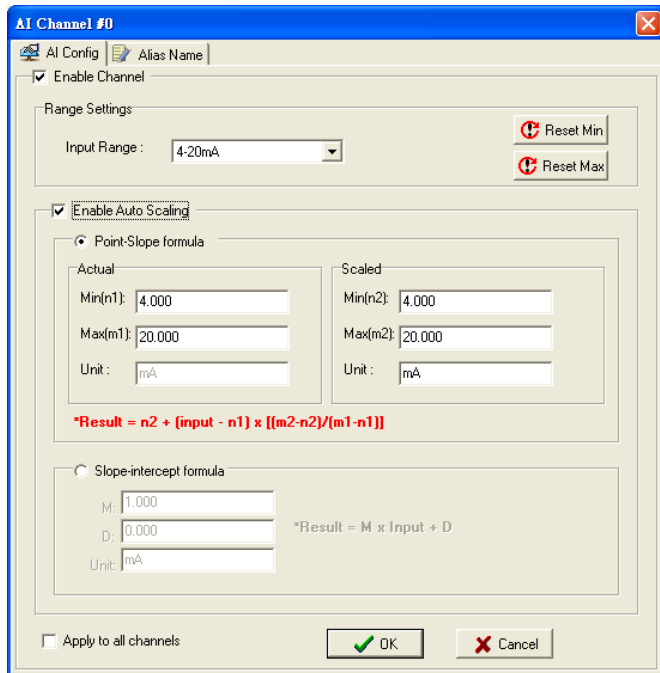 AI Channel #0
AI Config
Alias Name
Enable Channel
Range Settings
Input Range :
4-20mA
Reset Min
Reset Max
Enable Auto Scaling
Point-Slope formula
Actual
Min(n1): 4.000
Max(m1): 20.000
Unit : mA
Scaled
Min(n2): 4.000
Max(m2): 20.000
Unit : mA
*Result = n2 + (input - n1) x [(m2-n2)/(m1-n1)]
Slope-intercept formula
M: 1.000
D: 0.000
Unit: mA
*Result = M x Input + D
Apply to all channels
OK
Cancel